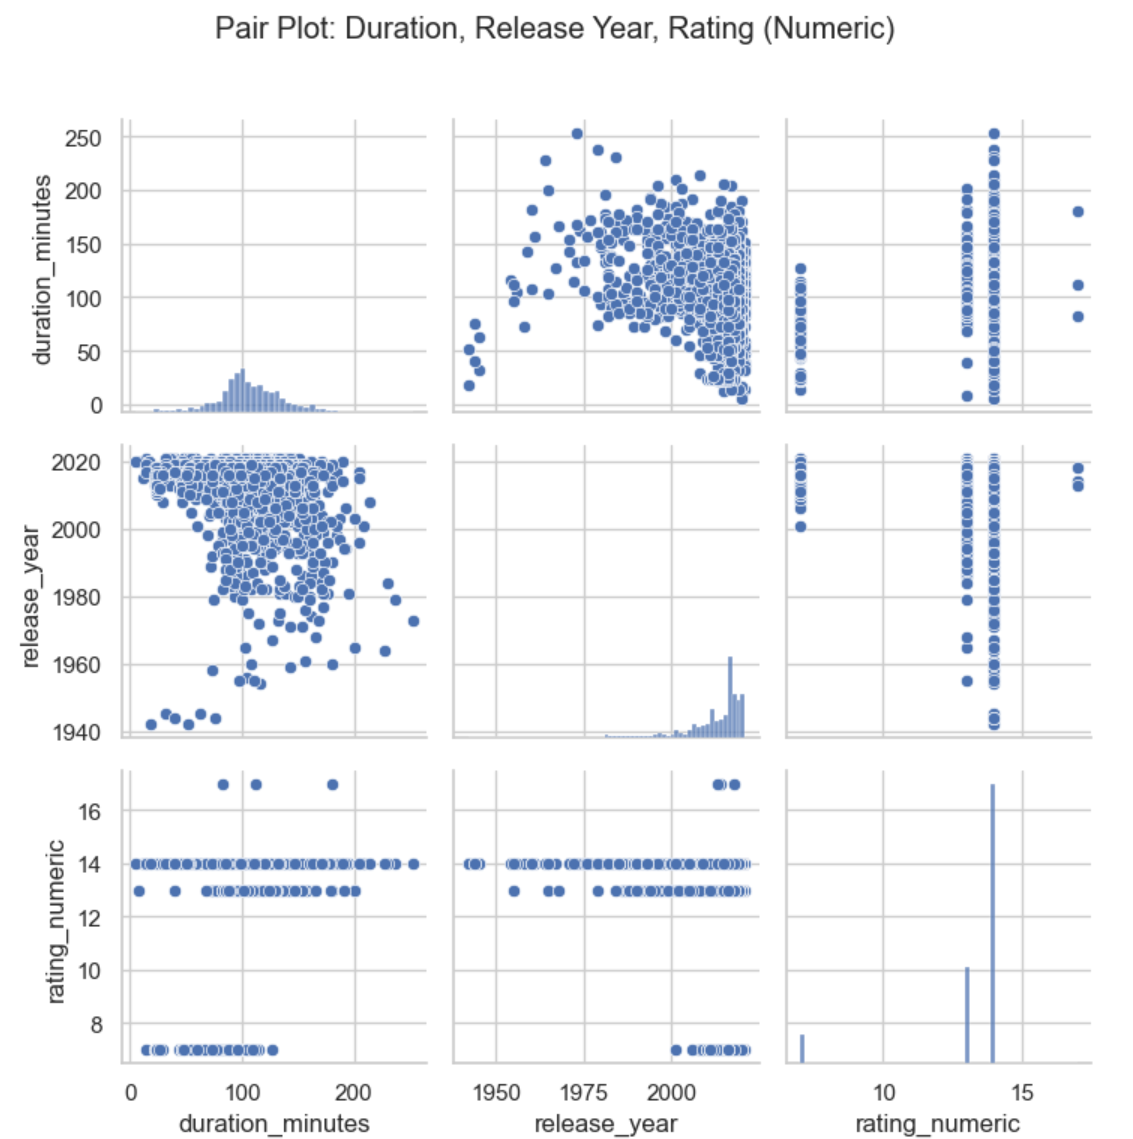 Pair Plot: Duration, Release Year, Rating (Numeric)
250
200
150
100
50
0
duration_minutes
2020
2000
1980
1960
1940
release_year
16
14
12
10
8
rating_numeric
0 100 200
1950 1975 2000
10 15
duration_minutes
release_year
rating_numeric